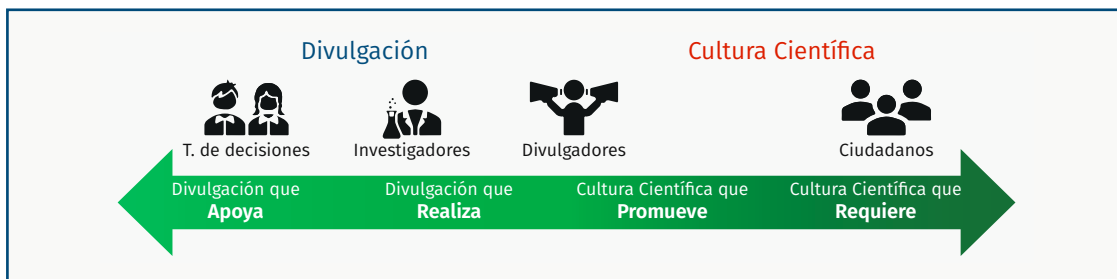 Divulgación
Cultura Científica
T. de decisiones
Investigadores
Divulgadores
Ciudadanos
Divulgación que
Apoya
Divulgación que
Realiza
Cultura Científica que
Promueve
Cultura Científica que
Requiere